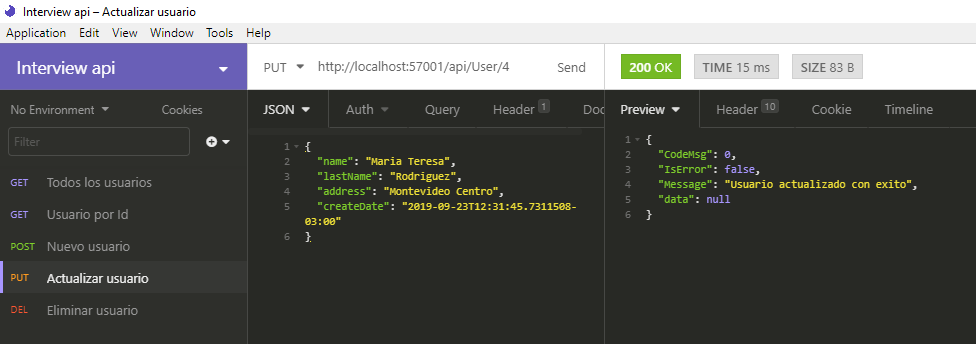 Interview api – Actualizar usuario
Application Edit View Window Tools Help
Interview api
PUT http://localhost:57001/api/User/4 Send
200 OK TIME 15 ms SIZE 83 B
No Environment Cookies
JSON Auth Query Header 1 Doc
Preview Header 10 Cookie Timeline
Filter
GET Todos los usuarios
GET Usuario por Id
POST Nuevo usuario
PUT Actualizar usuario
DEL Eliminar usuario
1 {
2 "name": "Maria Teresa",
3 "lastName": "Rodriguez",
4 "address": "Montevideo Centro",
5 "createDate": "2019-09-23T12:31:45.7311508-
03:00"
6 }
1 {
2 "CodeMsg": 0,
3 "IsError": false,
4 "Message": "Usuario actualizado con exito",
5 "data": null
6 }